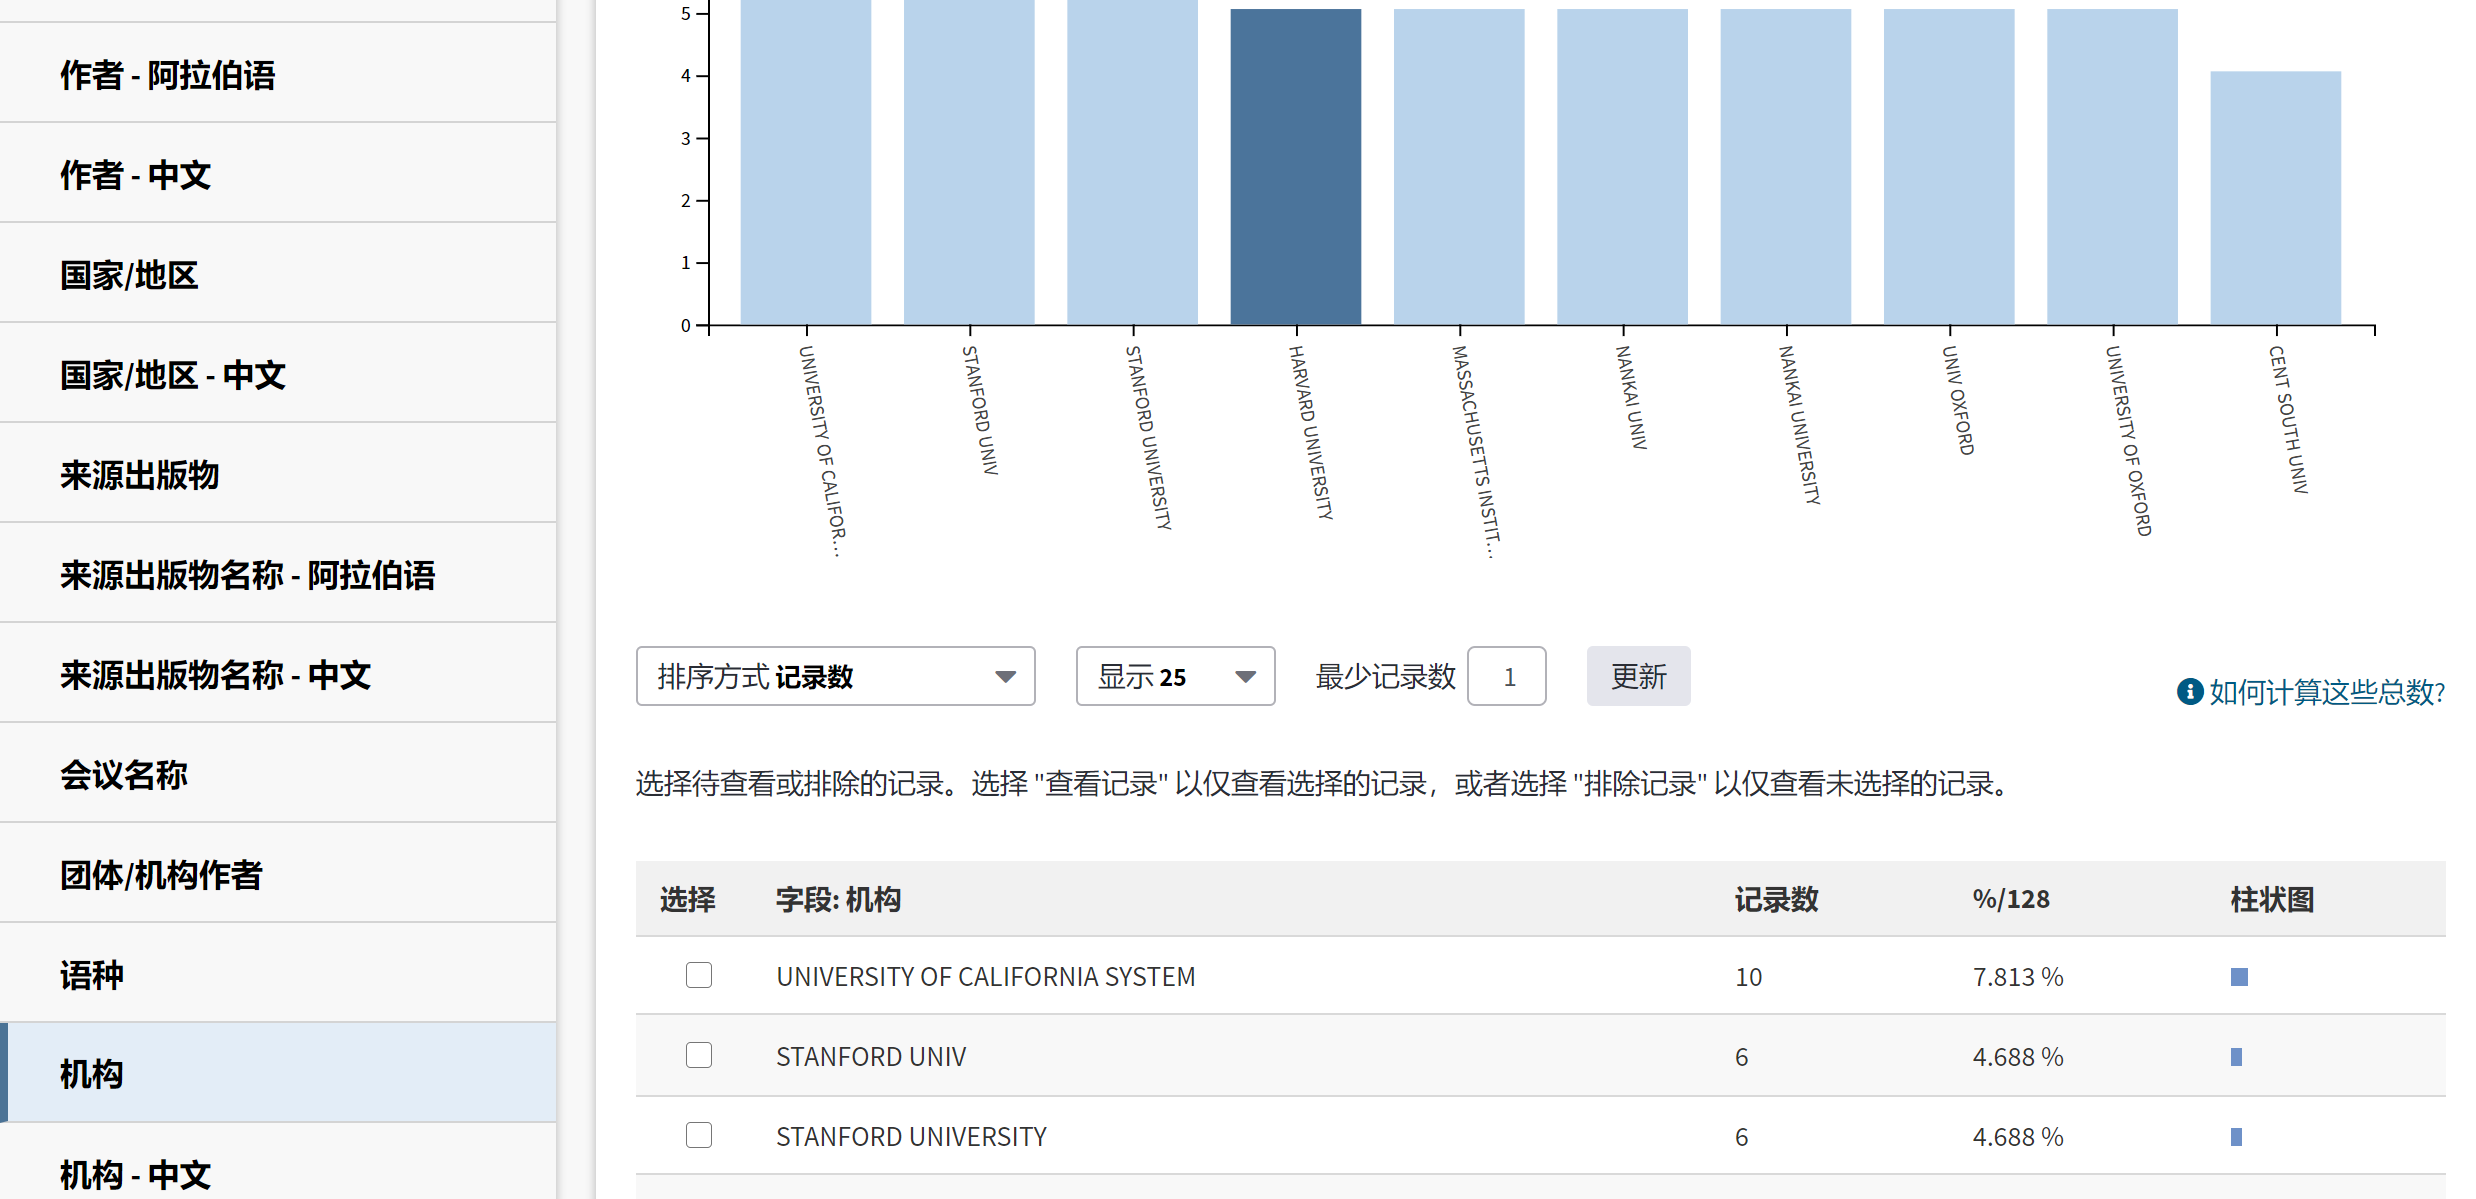 作者 - 阿拉伯语
作者 - 中文
国家/地区
国家/地区 - 中文
来源出版物
来源出版物名称 - 阿拉伯语
来源出版物名称 - 中文
会议名称
团体/机构作者
语种
机构
机构 - 中文
5
4
3
2
1
0
UNIVERSITY OF CALIFOR...
STANFORD UNIV
STANFORD UNIVERSITY
HARVARD UNIVERSITY
MASSACHUSETTS INSTIT...
NANKAI UNIV
NANKAI UNIVERSITY
UNIV OXFORD
UNIVERSITY OF OXFORD
CENT SOUTH UNIV
排序方式 记录数 显示 25 最少记录数 1 更新
如何计算这些总数?
选择待查看或排除的记录。选择 "查看记录" 以仅查看选择的记录，或者选择 "排除记录" 以仅查看未选择的记录。
选择 字段: 机构 记录数 %/128 柱状图
UNIVERSITY OF CALIFORNIA SYSTEM 10 7.813 %
STANFORD UNIV 6 4.688 %
STANFORD UNIVERSITY 6 4.688 %